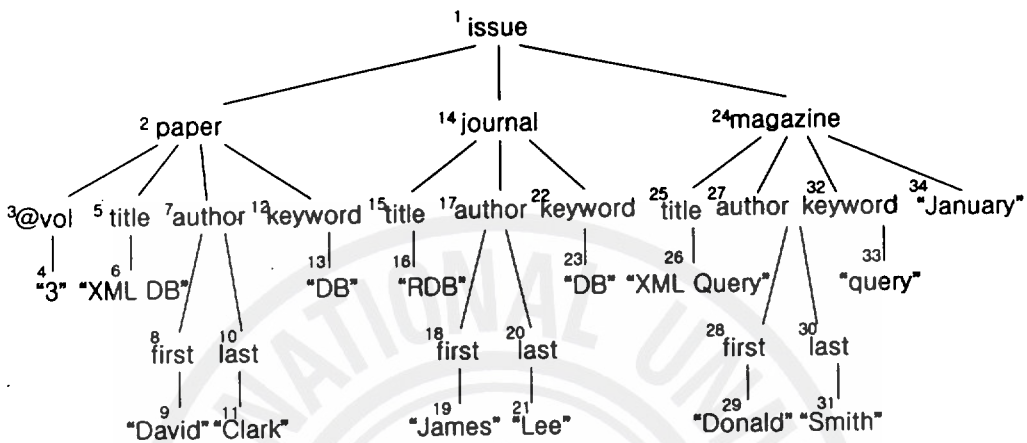 1 issue
2 paper 14 journal 24 magazine
3 @vol 5 title 7 author 12 keyword 15 title 17 author 22 keyword 25 title 27 author 32 keyword 34 "January"
4 "3" 6 "XML DB" 13 "DB" 16 "RDB" 23 "DB" 26 "XML Query" 33 "query"
8 first 10 last 18 first 20 last 28 first 30 last
9 "David" 11 "Clark" 19 "James" 21 "Lee" 29 "Donald" 31 "Smith"
NATIONAL UN